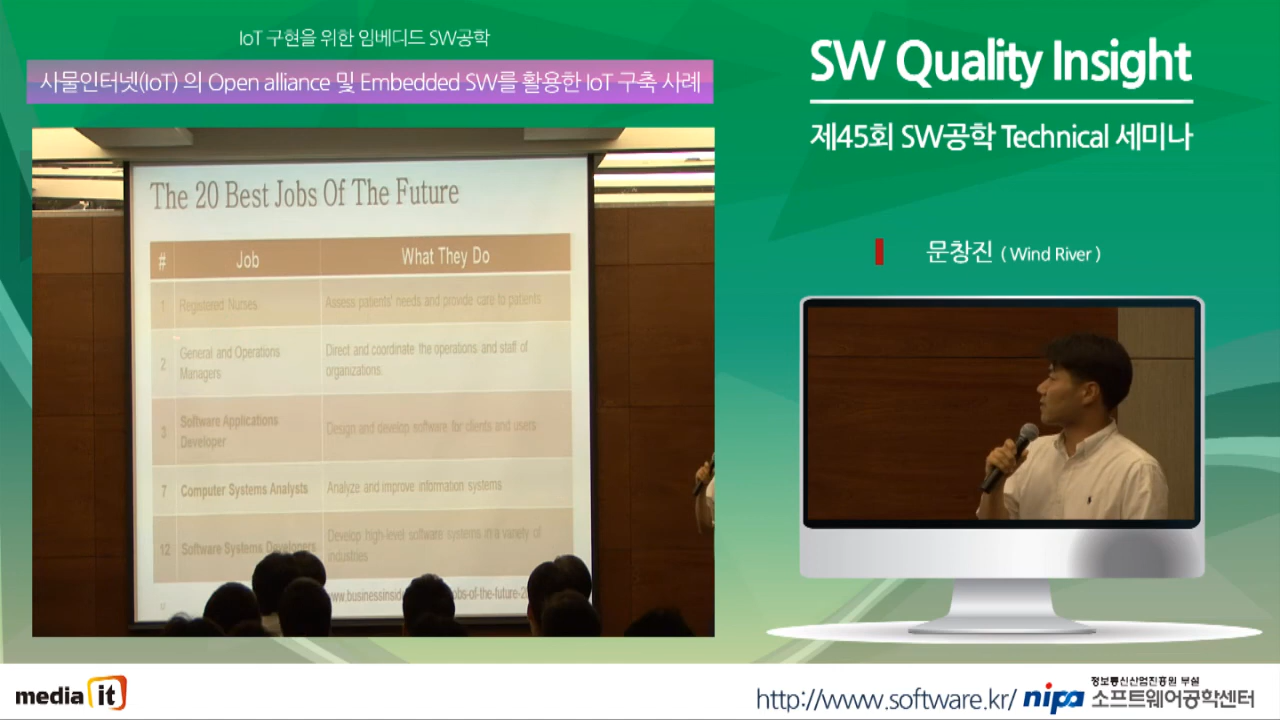 IoT 구현을 위한 임베디드 SW공학
사물인터넷(IoT) 의 Open alliance 및 Embedded SW를 활용한 IoT 구축 사례
The 20 Best Jobs Of The Future
# Job What They Do
1 Registered Nurses Assess patients' needs and provide care to patients
2 General and Operations Managers Direct and coordinate the operations and staff of organizations.
3 Software Applications Developer Design and develop software for clients and users
7 Computer Systems Analysts Analyze and improve information systems
12 Software Systems Developers Develop high-level software systems in a variety of industries
SW Quality Insight
제45회 SW공학 Technical 세미나
문창진 ( Wind River )
media it
http://www.software.kr/
nipa
정보통신산업진흥원 부설
소프트웨어공학센터